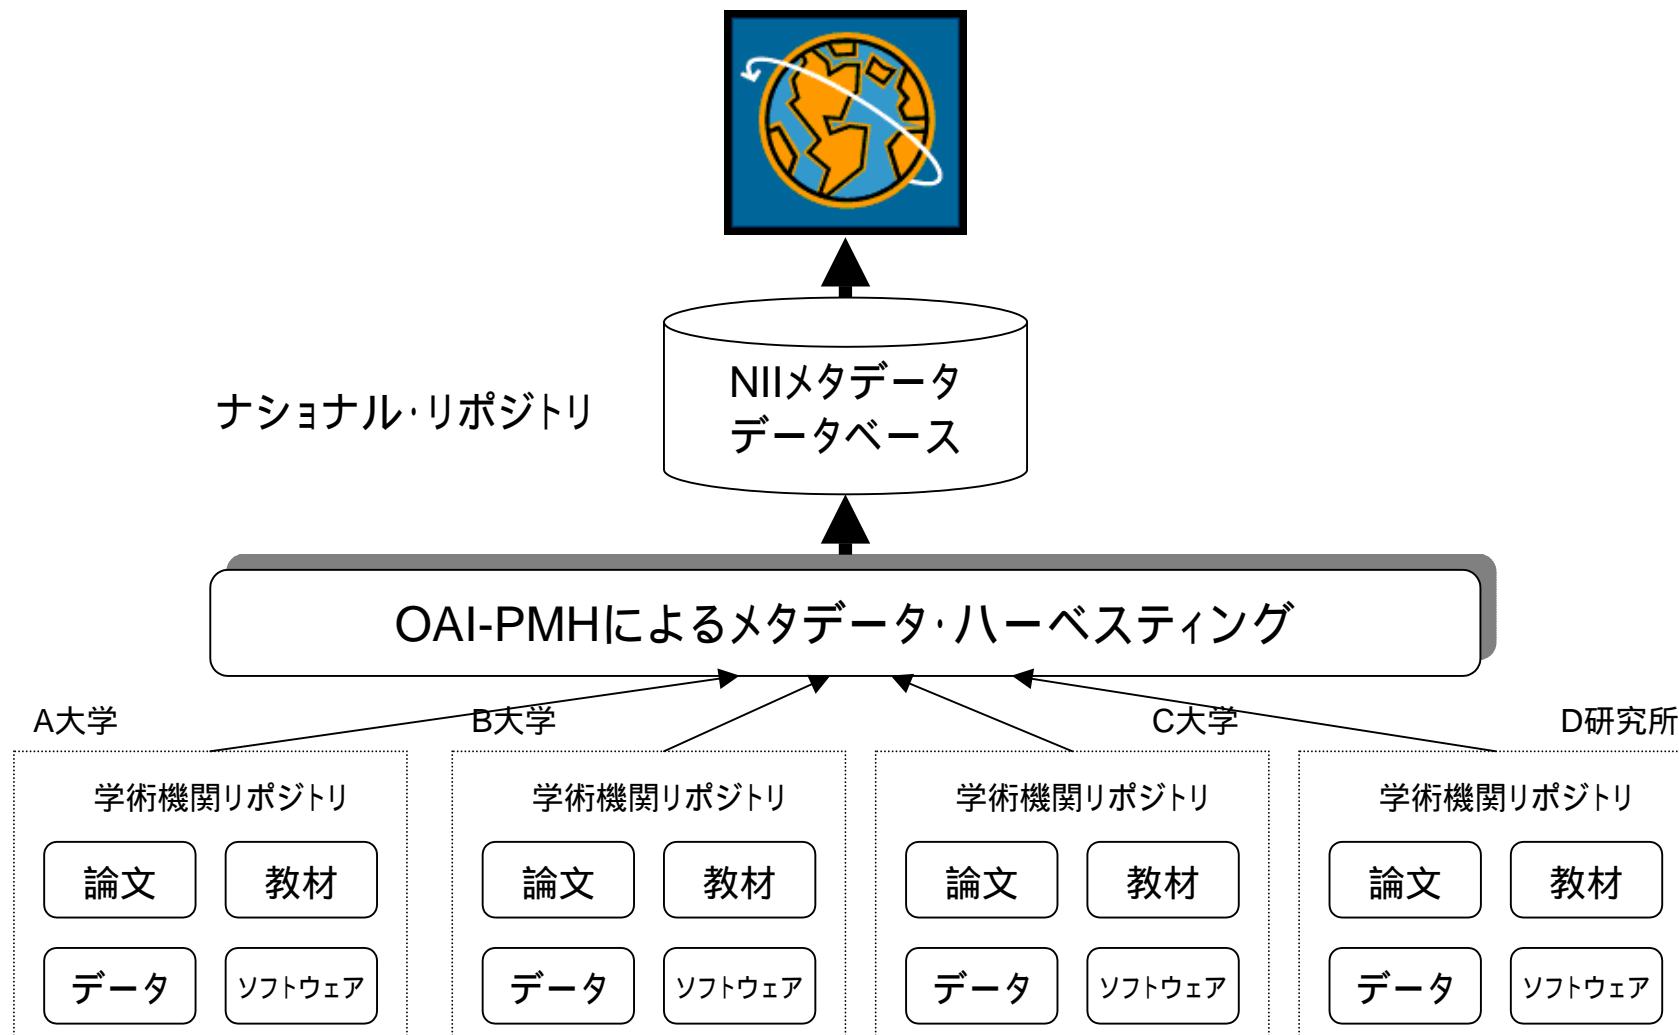 NIIメタデータ
データベース
ナショナル・リポジトリ
OAI-PMHによるメタデータ・ハーベスティング
A大学
B大学
C大学
D研究所
学術機関リポジトリ
論文
教材
データ
ソフトウェア
学術機関リポジトリ
論文
教材
データ
ソフトウェア
学術機関リポジトリ
論文
教材
データ
ソフトウェア
学術機関リポジトリ
論文
教材
データ
ソフトウェア